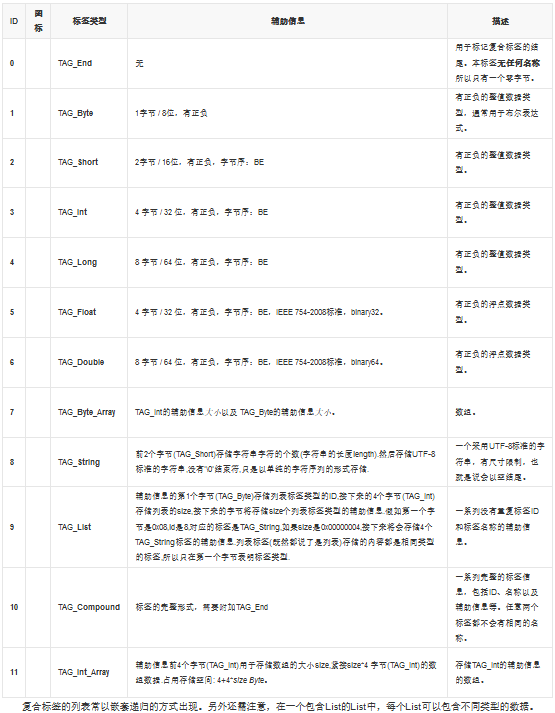 ID 图标 标签类型 辅助信息 描述
0 TAG_End 无 用于标记复合标签的结尾。本标签无任何名称所以只有一个零字节。
1 TAG_Byte 1字节 / 8位，有正负 有正负的整值数据类型，通常用于布尔表达式。
2 TAG_Short 2字节 / 16位，有正负，字节序：BE 有正负的整值数据类型。
3 TAG_Int 4 字节 / 32 位，有正负，字节序：BE 有正负的整值数据类型。
4 TAG_Long 8 字节 / 64 位，有正负，字节序：BE 有正负的整值数据类型。
5 TAG_Float 4 字节 / 32 位，有正负，字节序：BE，IEEE 754-2008标准，binary32。 有正负的浮点数据类型。
6 TAG_Double 8 字节 / 64 位，有正负，字节序：BE，IEEE 754-2008标准，binary64。 有正负的浮点数据类型。
7 TAG_Byte_Array TAG_Int的辅助信息大小以及 TAG_Byte的辅助信息大小。 数组。
8 TAG_String 前2个字节(TAG_Short)存储字符串字符的个数(字符串的长度length),然后存储UTF-8
标准的字符串,没有'\0'结束符,只是以单纯的字符序列的形式存储. 一个采用UTF-8标准的字符串，有尺寸限制，也就是说会以空结尾。
9 TAG_List 辅助信息的第1个字节(TAG_Byte)存储列表标签类型的ID,接下来的4个字节(TAG_Int)
存储列表的size,接下来的字节将存储size个列表标签类型的辅助信息.假如第一个字
节是0x08,id是8,对应的标签是TAG_String,如果size是0x00000004,接下来将会存储4个
TAG_String标签的辅助信息.列表标签(既然都说了是列表)存储的内容都是相同类型
的标签,所以只在第一个字节表明标签类型. 一系列没有重复标签ID和标签名称的辅助信息。
10 TAG_Compound 标签的完整形式，需要附加TAG_End 一系列完整的标签信息，包括ID、名称以及辅助信息等。任意两个标签都不会有相同的名称。
11 TAG_Int_Array 辅助信息前4个字节(TAG_Int)用于存储数组的大小size,紧接size*4 字节(TAG_Int)的数
组数据.占用存储空间: 4+4*size Byte。 存储TAG_Int的辅助信息的数组。
复合标签的列表常以嵌套递归的方式出现。另外还需注意，在一个包含List的List中，每个List可以包含不同类型的数据。